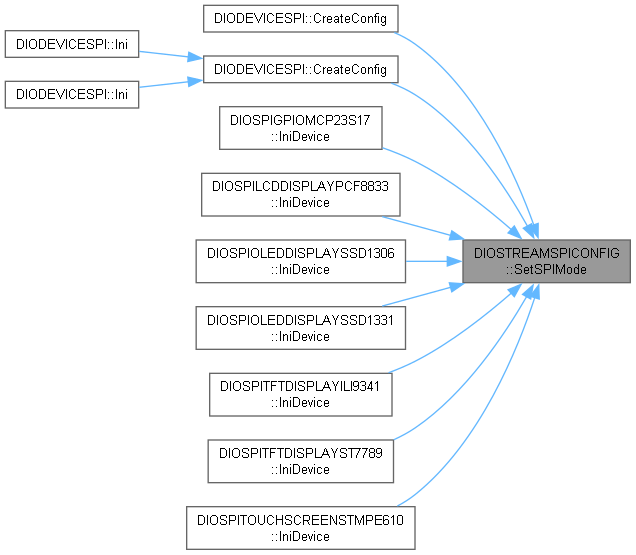 DIODEVICESPI::CreateConfig
DIODEVICESPI::Ini
DIODEVICESPI::CreateConfig
DIODEVICESPI::Ini
DIOSPIGPIOMCP23S17
::IniDevice
DIOSPILCDDISPLAYPCF8833
::IniDevice
DIOSPIOLEDDISPLAYSSD1306
::IniDevice
DIOSTREAMSPICONFIG
::SetSPIMode
DIOSPIOLEDDISPLAYSSD1331
::IniDevice
DIOSPITFTDISPLAYILI9341
::IniDevice
DIOSPITFTDISPLAYST7789
::IniDevice
DIOSPITOUCHSCREENSTMPE610
::IniDevice